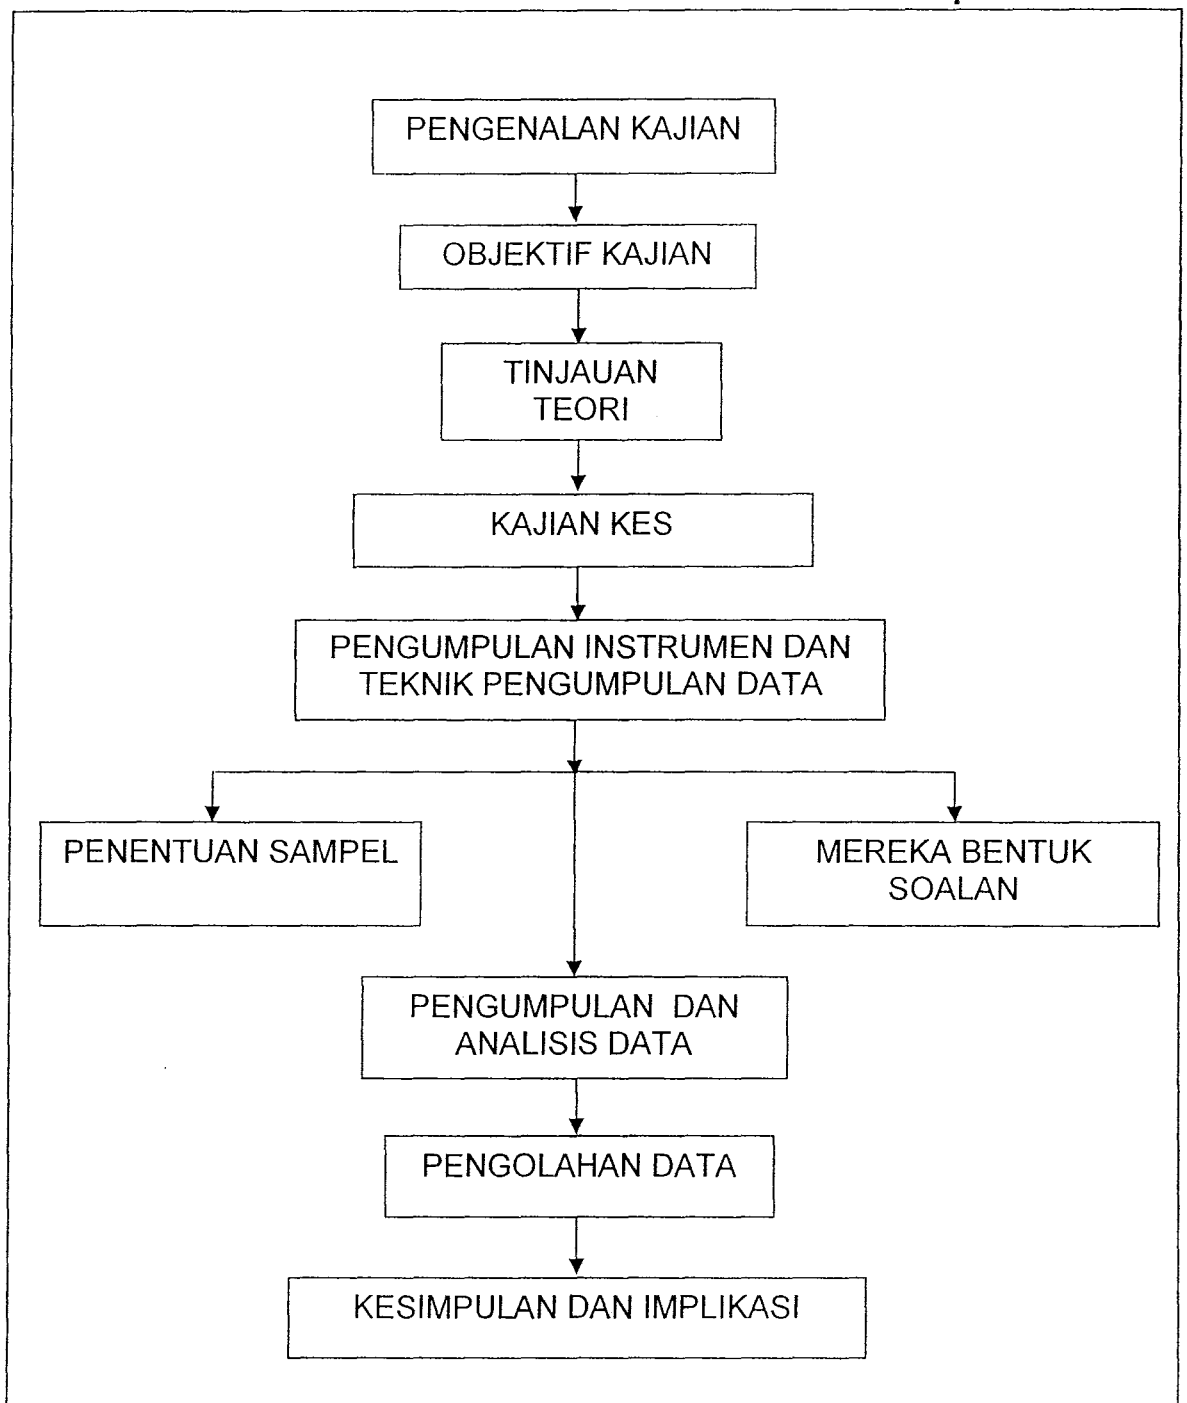 PENGENALAN KAJIAN
OBJEKTIF KAJIAN
TINJAUAN
TEORI
KAJIAN KES
PENGUMPULAN INSTRUMEN DAN
TEKNIK PENGUMPULAN DATA
PENENTUAN SAMPEL
MEREKA BENTUK
SOALAN
PENGUMPULAN DAN
ANALISIS DATA
PENGOLAHAN DATA
KESIMPULAN DAN IMPLIKASI